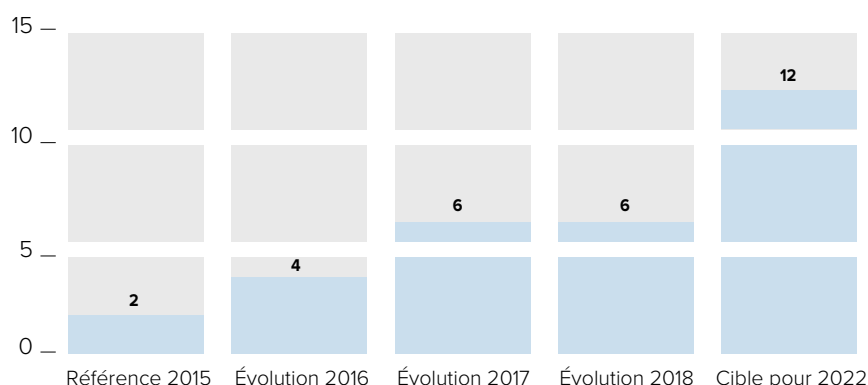 15
12
10
6
6
5
4
2
0
Référence 2015
Évolution 2016
Évolution 2017
Évolution 2018
Cible pour 2022